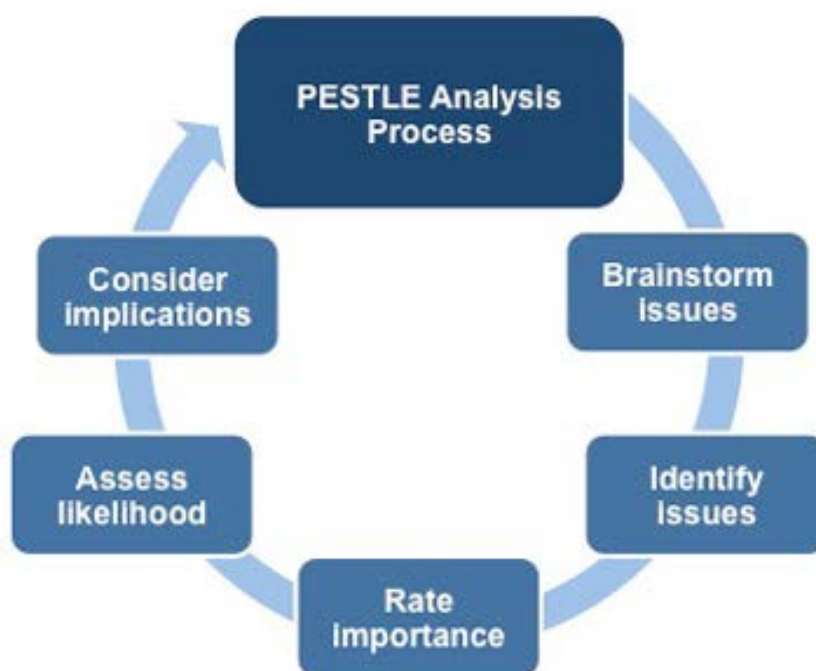 PESTLE Analysis
Process
Brainstorm
issues
Identify
Issues
Rate
importance
Assess
likelihood
Consider
implications